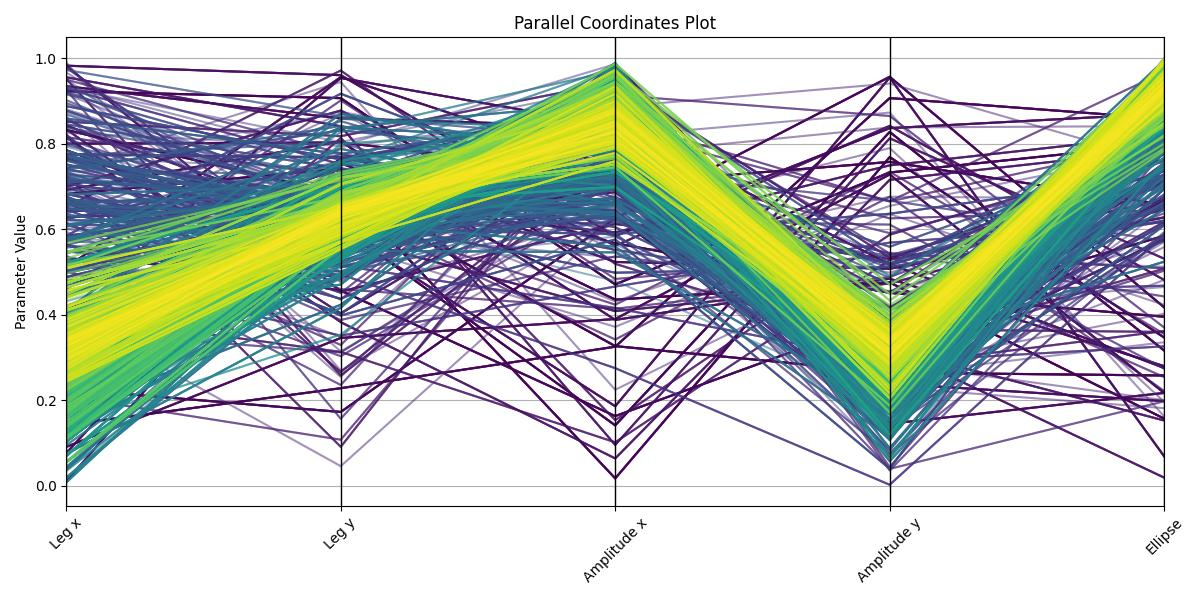 Parallel Coordinates Plot
Parameter Value
1.0
0.8
0.6
0.4
0.2
0.0
Leg x
Leg y
Amplitude x
Amplitude y
Ellipse